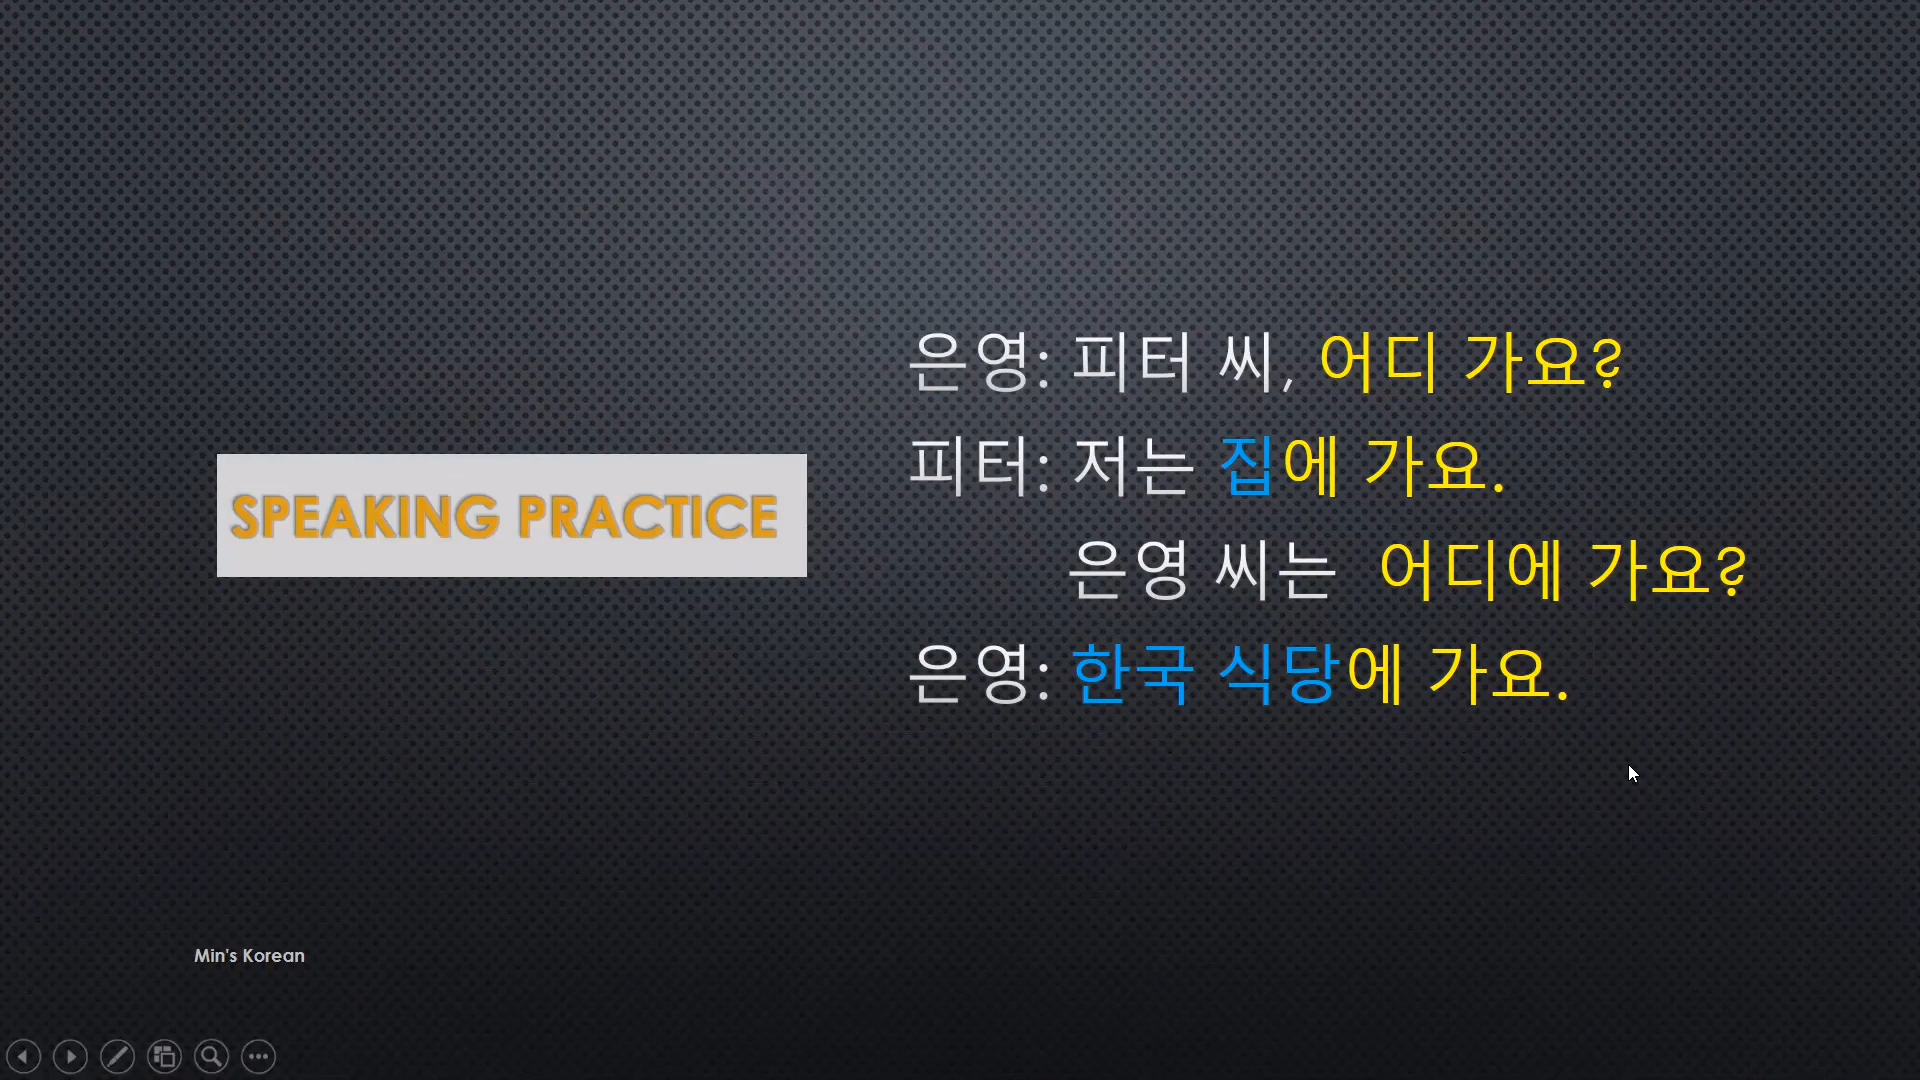 SPEAKING PRACTICE
은영: 피터 씨, 어디 가요?
피터: 저는 집에 가요.
은영 씨는 어디에 가요?
은영: 한국 식당에 가요.
Min's Korean